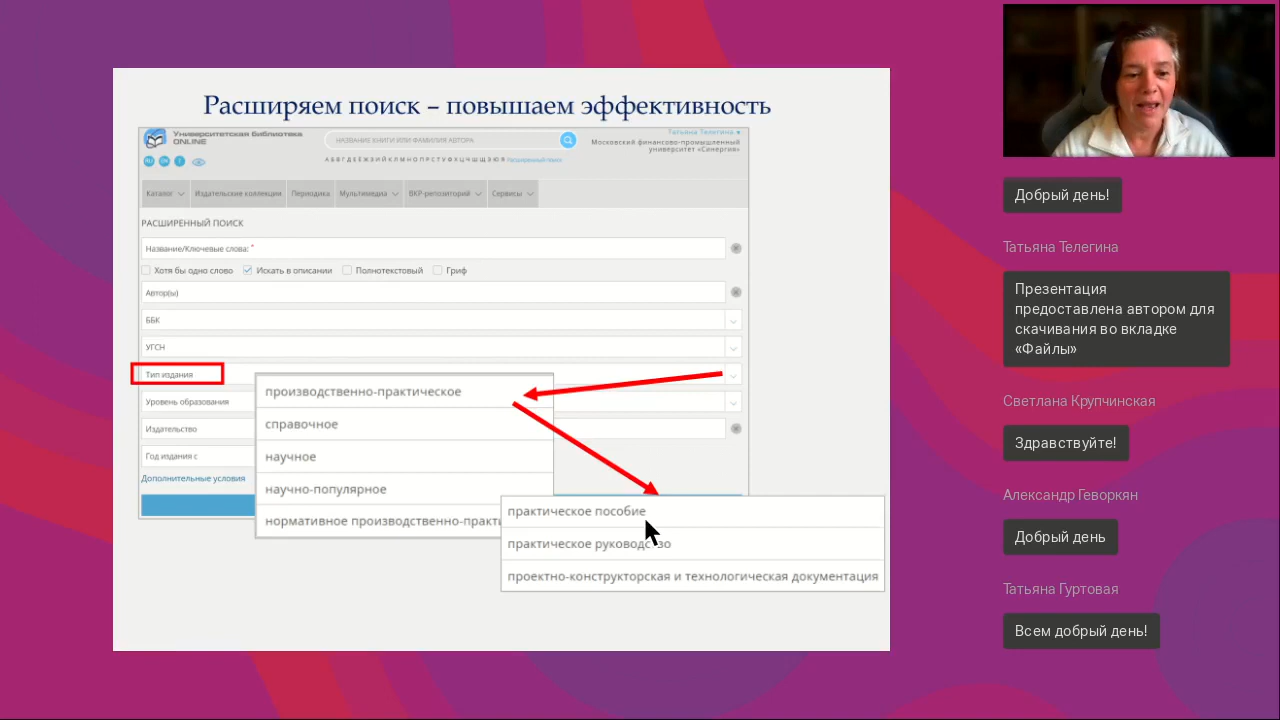 Расширяем поиск – повышаем эффективность
Университетская Библиотека
ONLINE
НАЗВАНИЕ КНИГИ ИЛИ ФАМИЛИЯ АВТОРА
Татьяна Телегина
Московский финансово-промышленный
университет «Синергия»
А Б В Г Д Е Ж З И Й К Л М Н О П Р С Т У Ф Х Ц Ч Ш Щ Э Ю Я Расширенный поиск
Каталог Издательские коллекции Периодика Мультимедиа ВКР-репозиторий Сервисы
РАСШИРЕННЫЙ ПОИСК
Название/Ключевые слова: *
Хотя бы одно слово Искать в описании Полнотекстовый Гриф
Автор(ы)
ББК
УГСН
Тип издания
Уровень образования
Издательство
Год издания с
Дополнительные условия
производственно-практическое
справочное
научное
научно-популярное
нормативное производственно-практи
практическое пособие
практическое руководство
проектно-конструкторская и технологическая документация
Добрый день!
Татьяна Телегина
Презентация
предоставлена автором для
скачивания во вкладке
«Файлы»
Светлана Крупчинская
Здравствуйте!
Александр Геворкян
Добрый день
Татьяна Гуртовая
Всем добрый день!